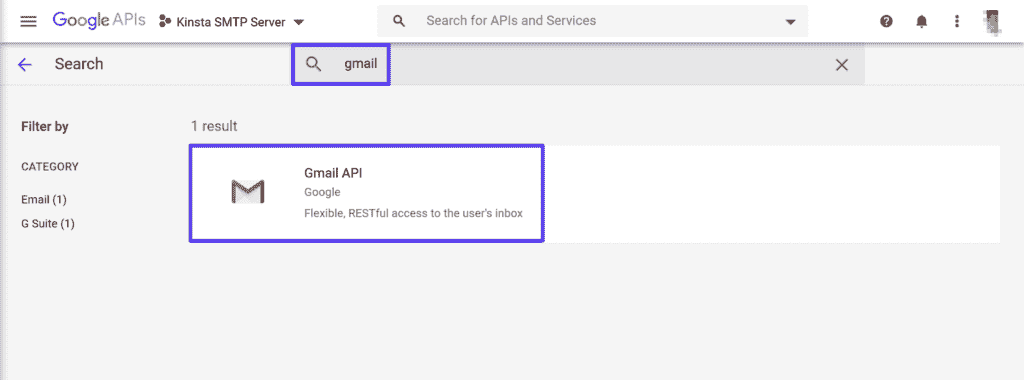 Google APIs
Kinsta SMTP Server
Search for APIs and Services
Search
gmail
Filter by
1 result
CATEGORY
Gmail API
Google
Email (1)
Flexible, RESTful access to the user's inbox
G Suite (1)